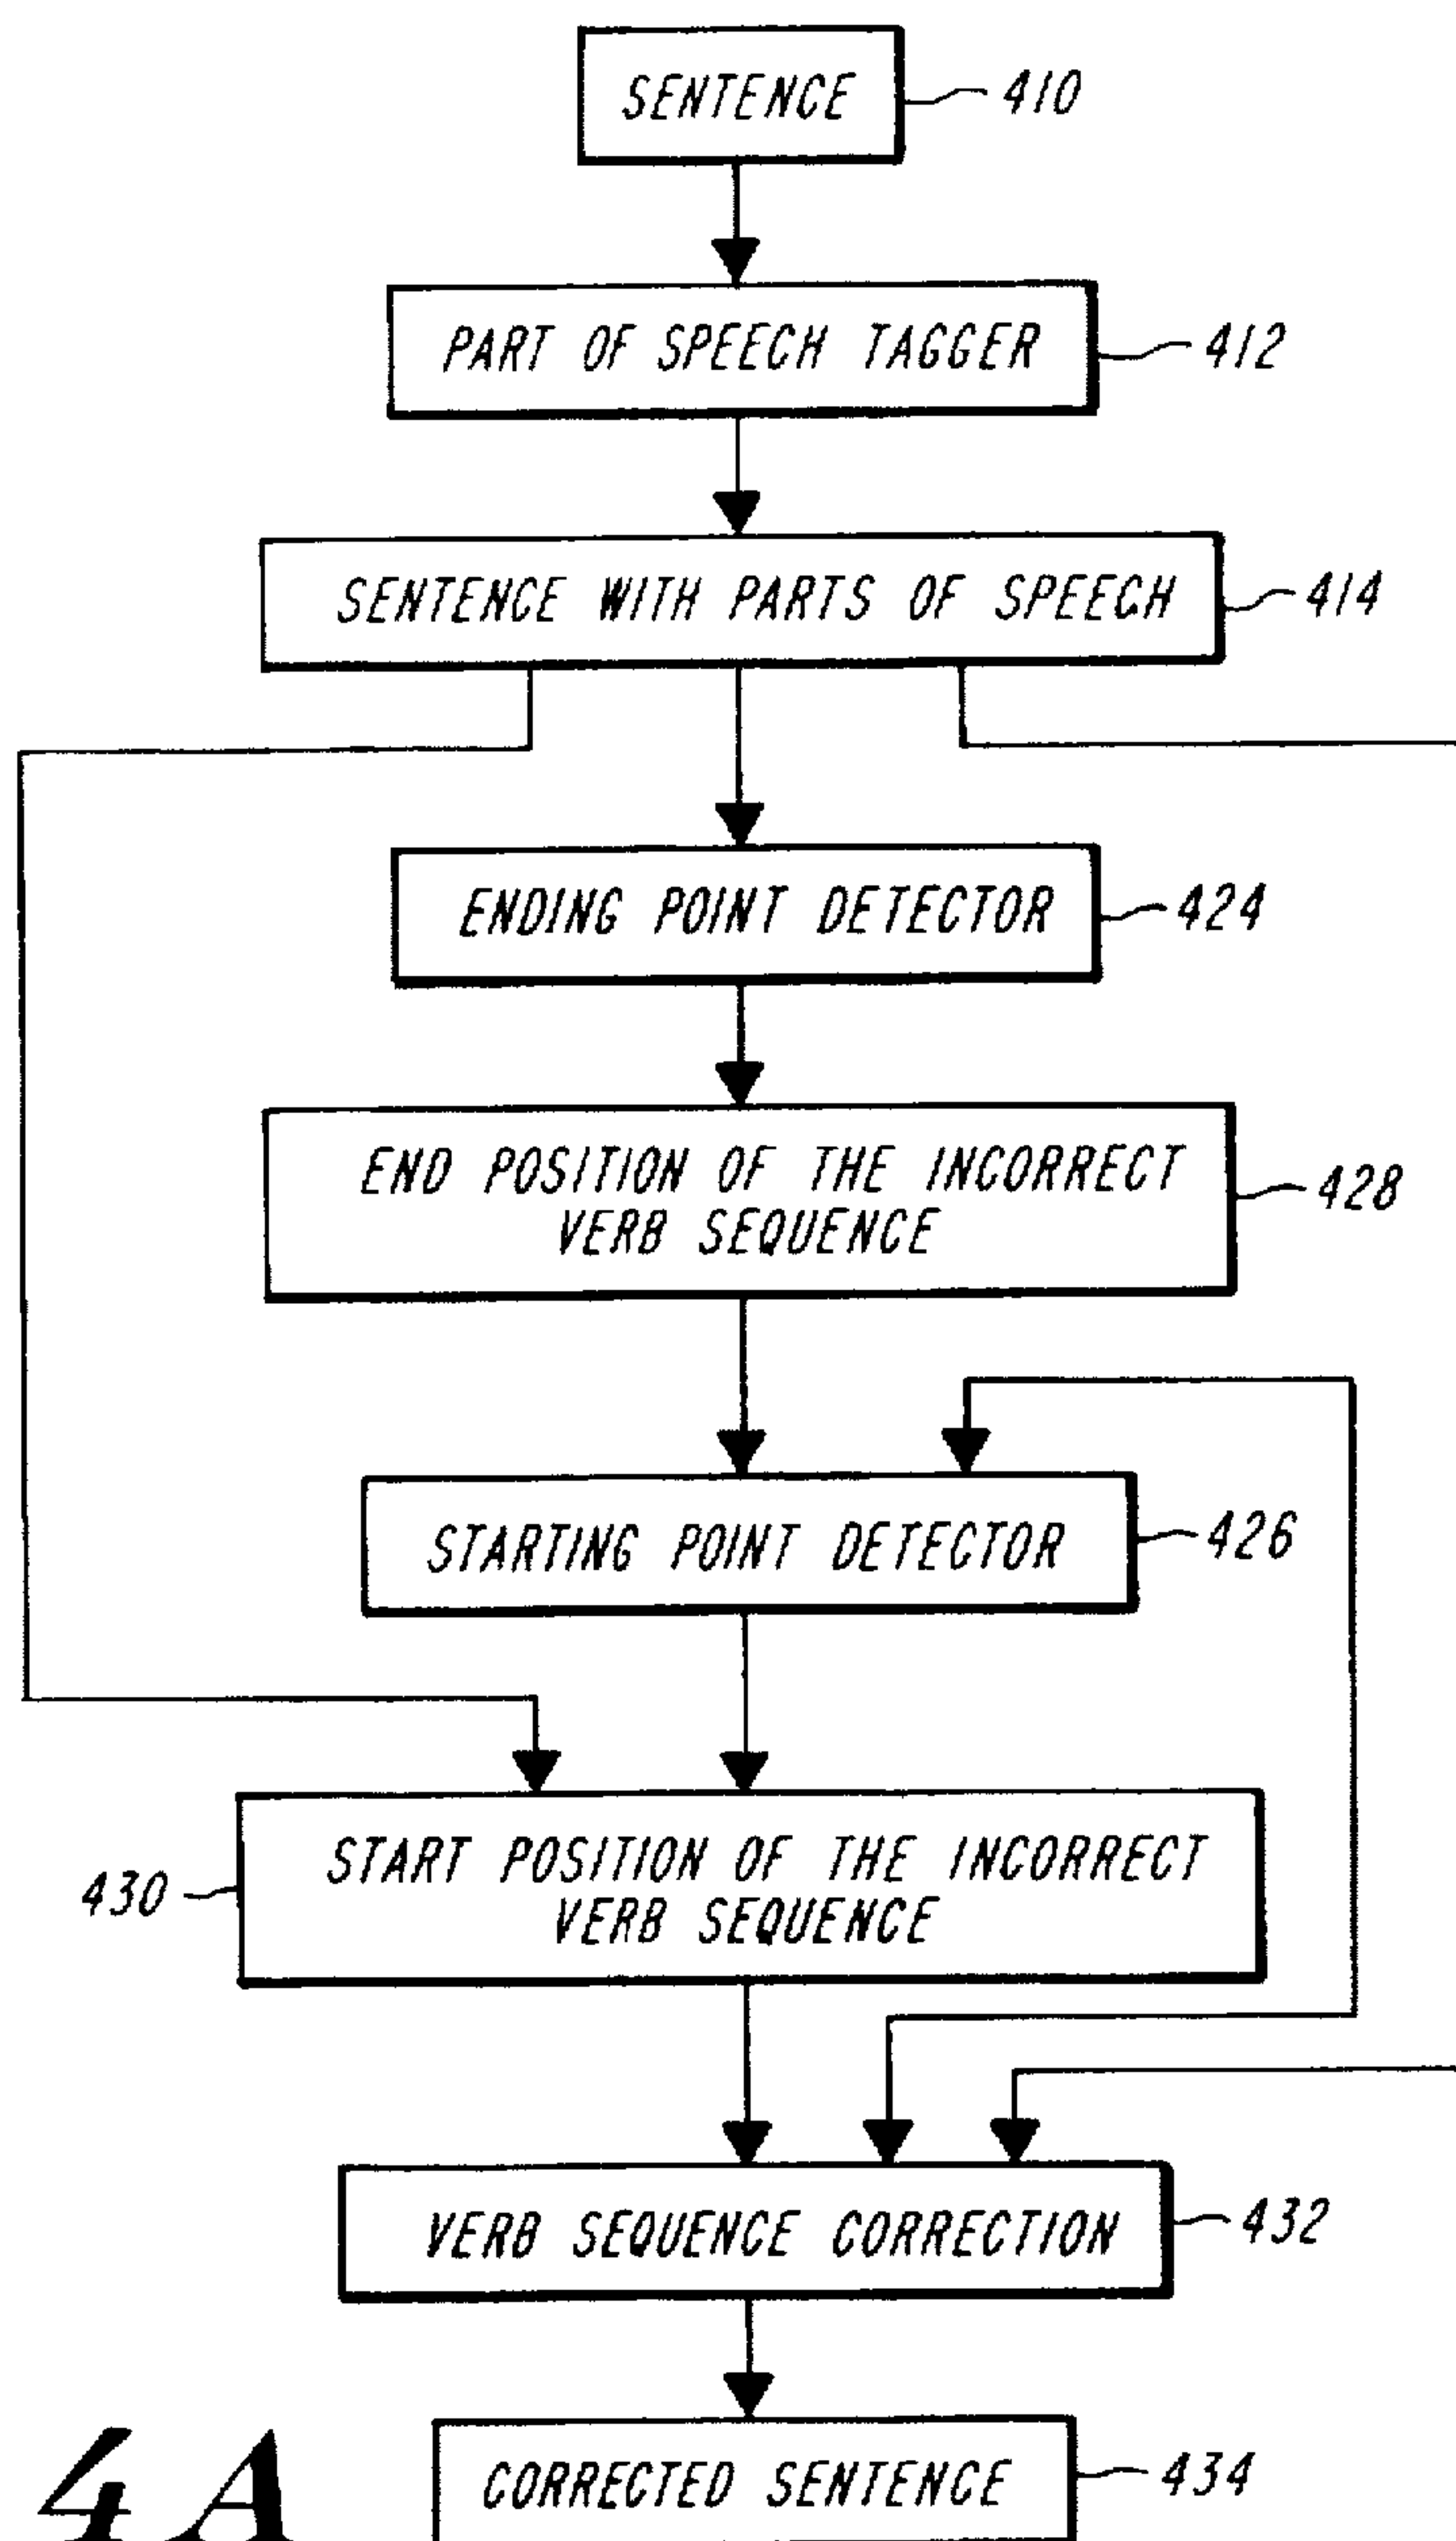 SENTENCE
410
PART OF SPEECH TAGGER
412
SENTENCE WITH PARTS OF SPEECH
414
ENDING POINT DETECTOR
424
END POSITION OF THE INCORRECT
VERB SEQUENCE
428
STARTING POINT DETECTOR
426
START POSITION OF THE INCORRECT
VERB SEQUENCE
430
VERB SEQUENCE CORRECTION
432
CORRECTED SENTENCE
434
4A